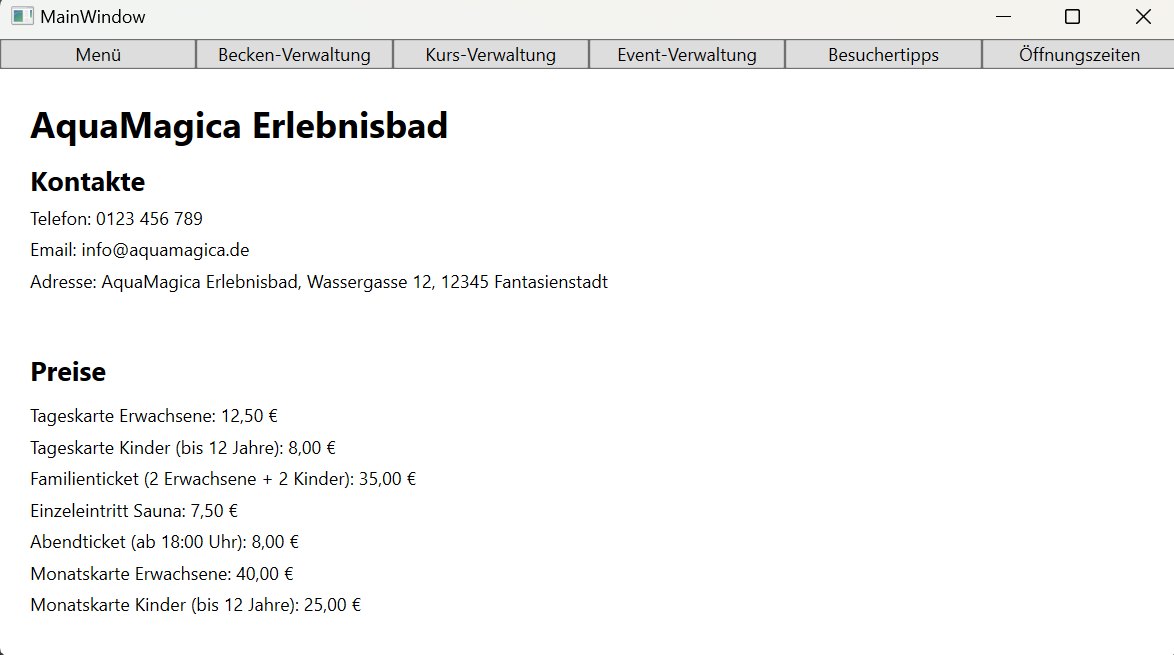 MainWindow
Menü Becken-Verwaltung Kurs-Verwaltung Event-Verwaltung Besuchertipps Öffnungszeiten
AquaMagica Erlebnisbad
Kontakte
Telefon: 0123 456 789
Email: info@aquamagica.de
Adresse: AquaMagica Erlebnisbad, Wassergasse 12, 12345 Fantasienstadt
Preise
Tageskarte Erwachsene: 12,50 €
Tageskarte Kinder (bis 12 Jahre): 8,00 €
Familienticket (2 Erwachsene + 2 Kinder): 35,00 €
Einzeleintritt Sauna: 7,50 €
Abendticket (ab 18:00 Uhr): 8,00 €
Monatskarte Erwachsene: 40,00 €
Monatskarte Kinder (bis 12 Jahre): 25,00 €